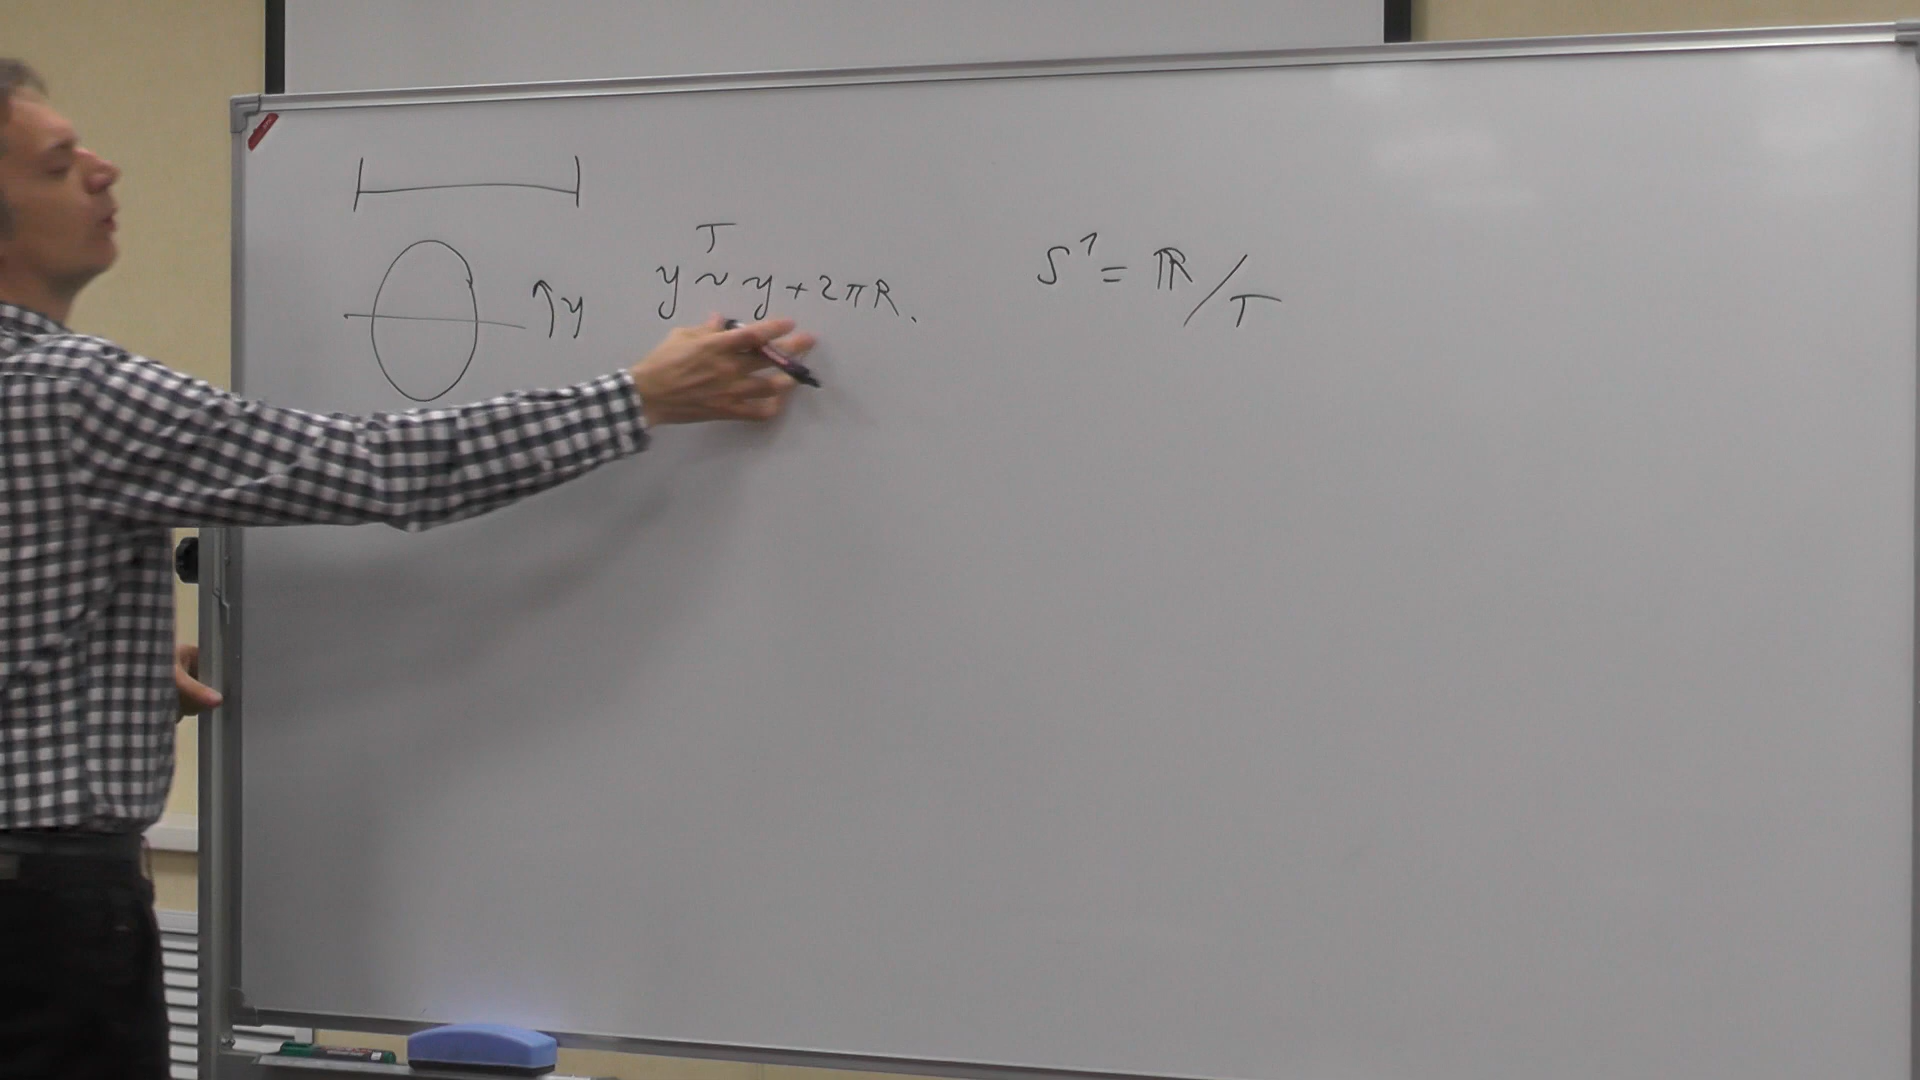 T
y ~ y + 2πR.
S¹ = ℝ/T
↑y